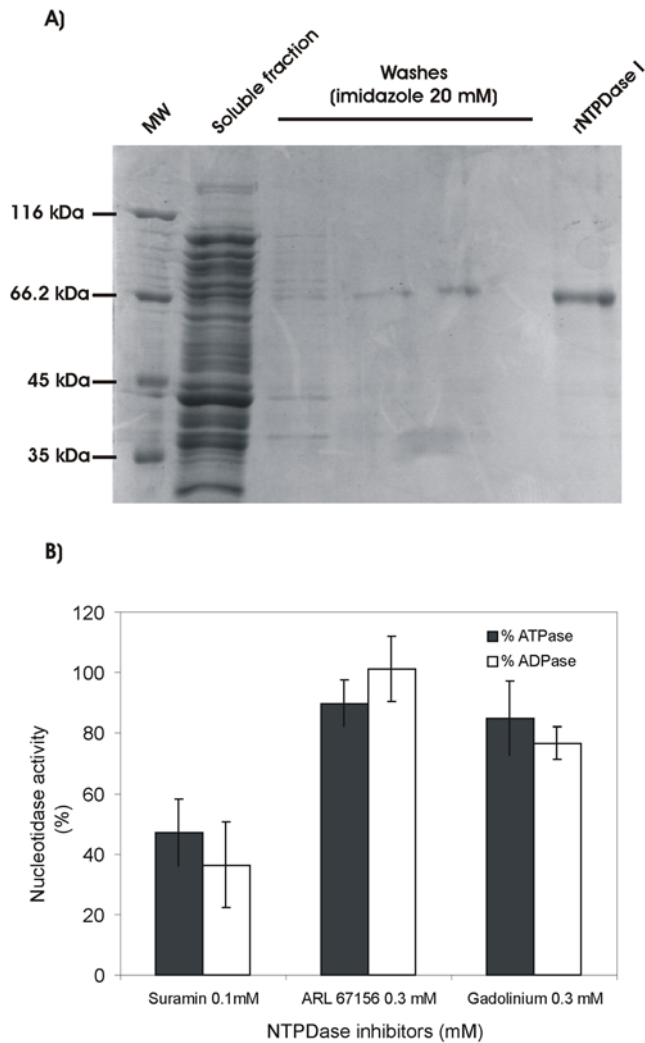 A)
MW
Soluble fraction
Washes
(imidazole 20 mM)
rNTPDase I
116 kDa
66.2 kDa
45 kDa
35 kDa
B)
120
100
80
60
40
20
0
% ATPase
% ADPase
Nucleotidase activity
(%)
Suramin 0.1mM
ARL 67156 0.3 mM
Gadolinium 0.3 mM
NTPDase inhibitors (mM)